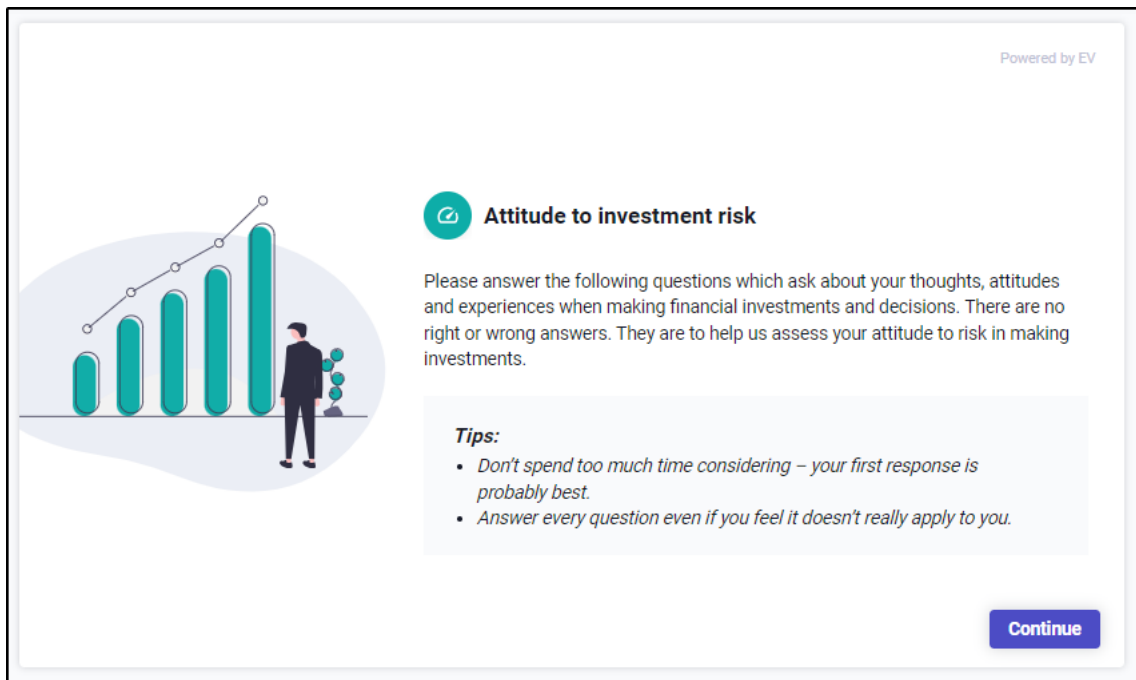 Powered by EV
Attitude to investment risk
Please answer the following questions which ask about your thoughts, attitudes
and experiences when making financial investments and decisions. There are no
right or wrong answers. They are to help us assess your attitude to risk in making
investments.
Tips:
• Don't spend too much time considering – your first response is
probably best.
• Answer every question even if you feel it doesn't really apply to you.
Continue